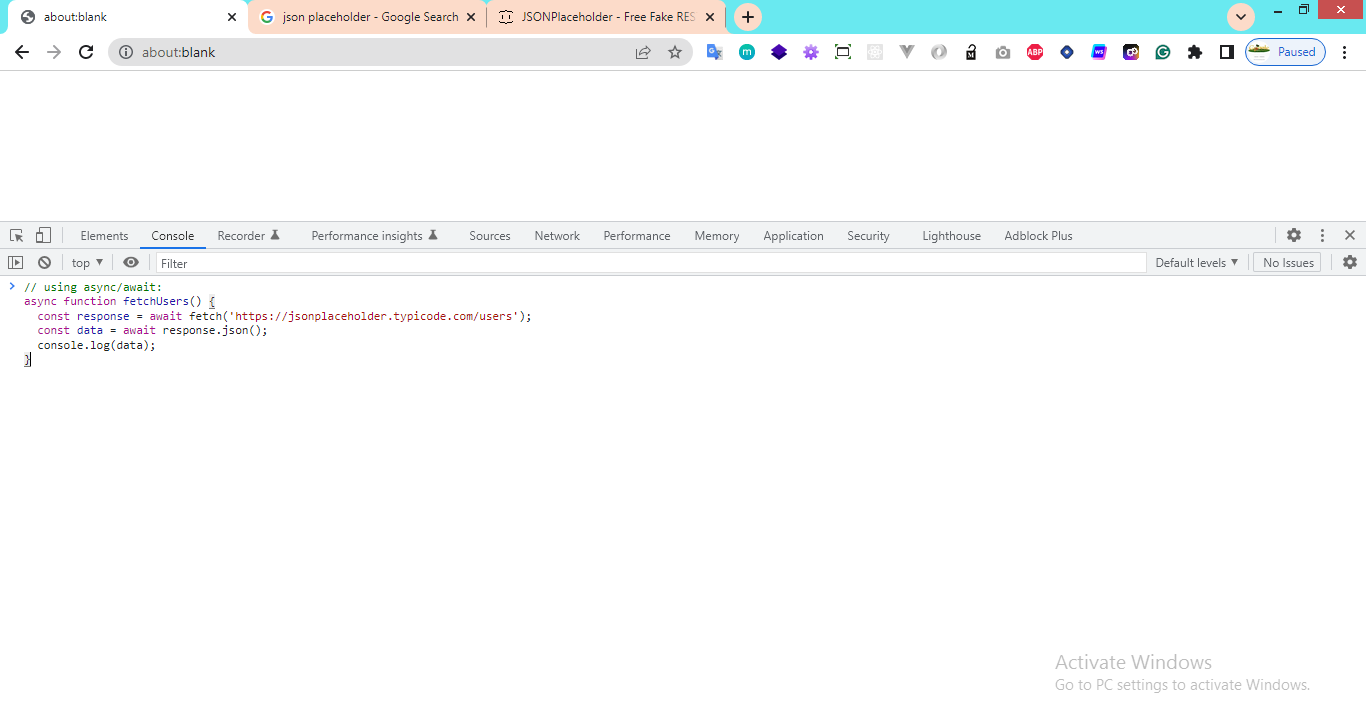 about:blank
json placeholder - Google Search
JSONPlaceholder - Free Fake RES
about:blank
Paused
Elements Console Recorder Performance insights Sources Network Performance Memory Application Security Lighthouse Adblock Plus
top ▼ Filter Default levels ▼ No Issues
> // using async/await:
async function fetchUsers() {
  const response = await fetch('https://jsonplaceholder.typicode.com/users');
  const data = await response.json();
  console.log(data);
}
Activate Windows
Go to PC settings to activate Windows.